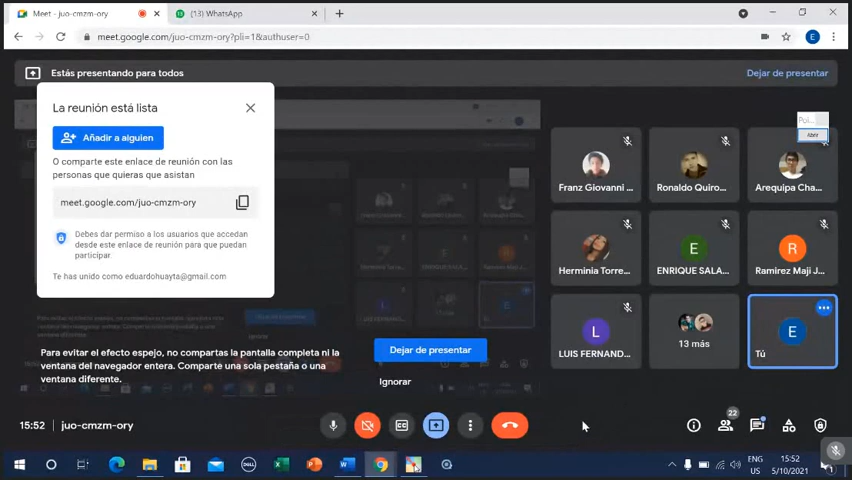 Meet - juo-cmzm-ory
(13) WhatsApp
meet.google.com/juo-cmzm-ory?pli=1&authuser=0
E
Estás presentando para todos
Dejar de presentar
La reunión está lista
Añadir a alguien
O comparte este enlace de reunión con las
personas que quieras que asistan
meet.google.com/juo-cmzm-ory
Debes dar permiso a los usuarios que accedan
desde este enlace de reunión para que puedan
participar.
Te has unido como eduardohuayta@gmail.com
Abrir
Franz Giovanni ...
Ronaldo Quiro...
Arequipa Cha...
Herminia Torre...
E
ENRIQUE SALA...
R
Ramirez Maji J...
L
LUIS FERNAND...
13 más
E
Tú
Para evitar el efecto espejo, no compartas la pantalla completa ni la
ventana del navegador entera. Comparte una sola pestaña o una
ventana diferente.
Dejar de presentar
Ignorar
15:52
juo-cmzm-ory
22
ENG
US
15:52
5/10/2021